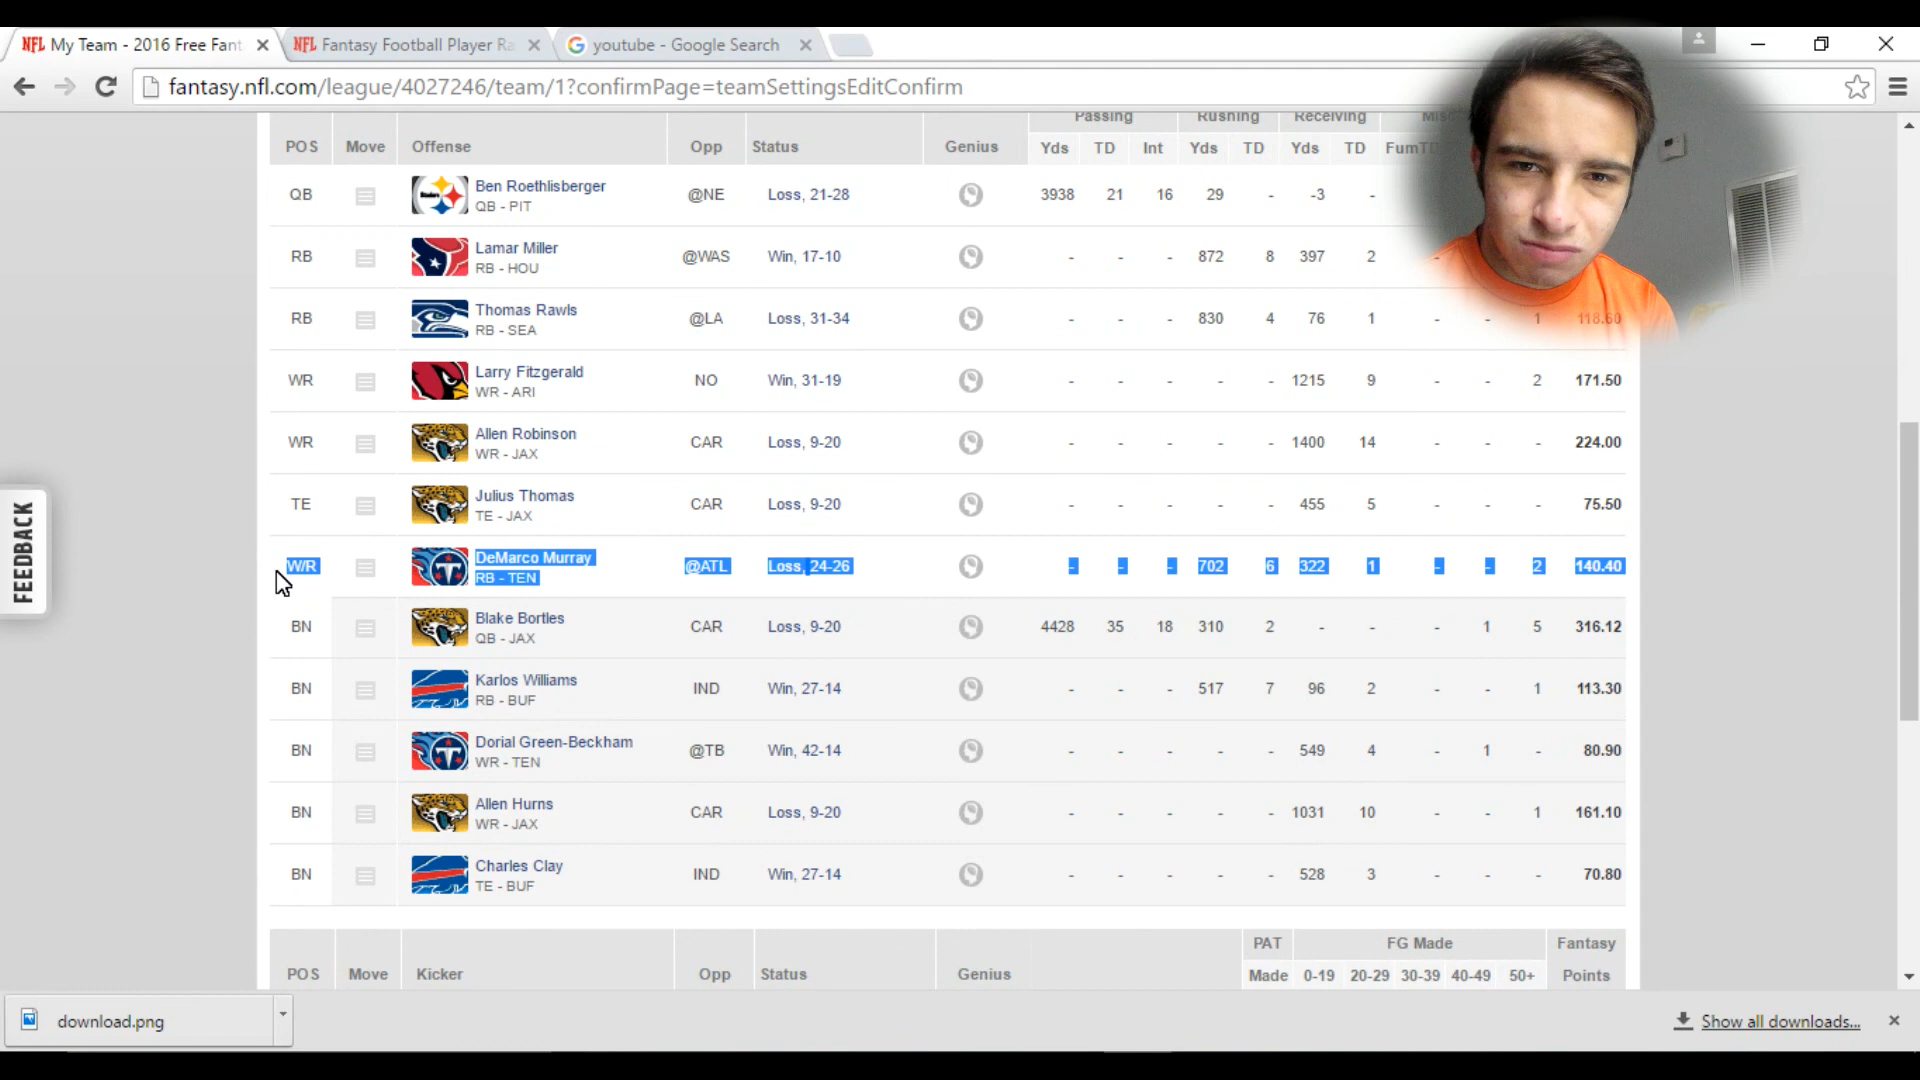 NFL My Team - 2016 Free Fant
NFL Fantasy Football Player Ra
youtube - Google Search
fantasy.nfl.com/league/4027246/team/1?confirmPage=teamSettingsEditConfirm
Passing Rushing Receiving Misc
POS Move Offense Opp Status Genius Yds TD Int Yds TD Yds TD FumTD
QB Ben Roethlisberger @NE Loss, 21-28 3938 21 16 29 - -3 -
QB - PIT
RB Lamar Miller @WAS Win, 17-10 - - - 872 8 397 2 -
RB - HOU
RB Thomas Rawls @LA Loss, 31-34 - - - 830 4 76 1 - - 1 118.60
RB - SEA
WR Larry Fitzgerald NO Win, 31-19 - - - - - 1215 9 - - 2 171.50
WR - ARI
WR Allen Robinson CAR Loss, 9-20 - - - - - 1400 14 - - - 224.00
WR - JAX
TE Julius Thomas CAR Loss, 9-20 - - - - - 455 5 - - - 75.50
TE - JAX
W/R DeMarco Murray @ATL Loss, 24-26 - - - 702 6 322 1 - - 2 140.40
RB - TEN
BN Blake Bortles CAR Loss, 9-20 4428 35 18 310 2 - - - 1 5 316.12
QB - JAX
BN Karlos Williams IND Win, 27-14 - - - 517 7 96 2 - - 1 113.30
RB - BUF
BN Dorial Green-Beckham @TB Win, 42-14 - - - - - 549 4 - 1 - 80.90
WR - TEN
BN Allen Hurns CAR Loss, 9-20 - - - - - 1031 10 - - 1 161.10
WR - JAX
BN Charles Clay IND Win, 27-14 - - - - - 528 3 - - - 70.80
TE - BUF
PAT FG Made Fantasy
POS Move Kicker Opp Status Genius Made 0-19 20-29 30-39 40-49 50+ Points
FEEDBACK
download.png
Show all downloads...